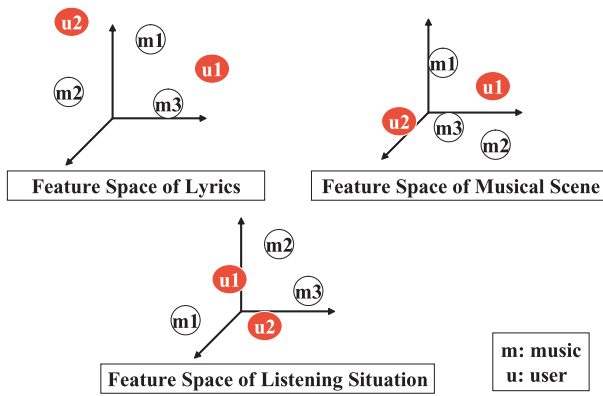 u2
m1
u1
m2
m3
Feature Space of Lyrics
m1
u1
u2
m3
m2
Feature Space of Musical Scene
m2
u1
m3
m1
u2
Feature Space of Listening Situation
m: music
u: user